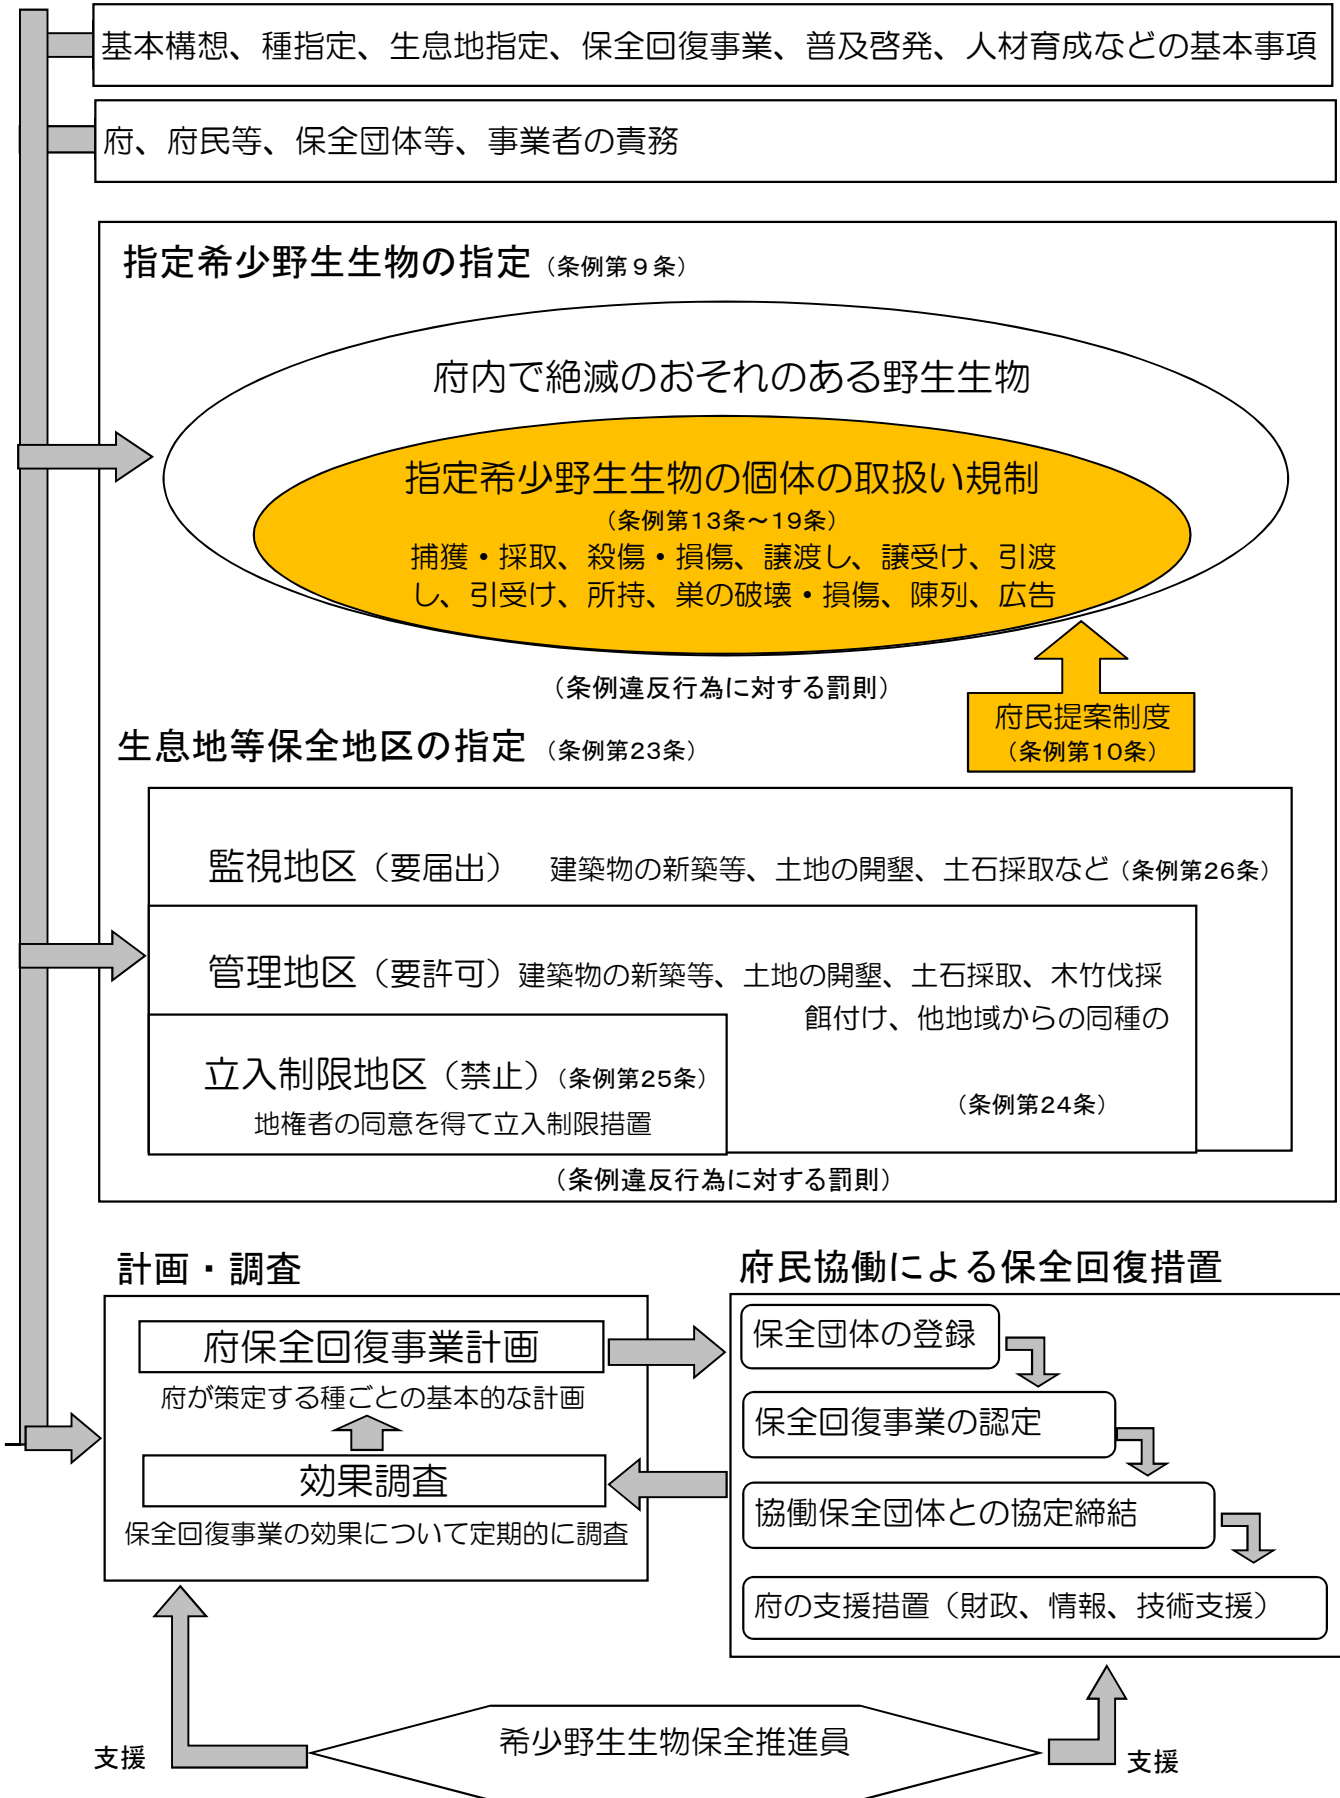 基本構想、種指定、生息地指定、保全回復事業、普及啓発、人材育成などの基本事項
府、府民等、保全団体等、事業者の責務
指定希少野生生物の指定（条例第９条）
府内で絶滅のおそれのある野生生物
指定希少野生生物の個体の取扱い規制
（条例第13条～19条）
捕獲・採取、殺傷・損傷、譲渡し、譲受け、引渡
し、引受け、所持、巣の破壊・損傷、陳列、広告
（条例違反行為に対する罰則）
府民提案制度
（条例第10条）
生息地等保全地区の指定（条例第23条）
監視地区（要届出）　建築物の新築等、土地の開墾、土石採取など（条例第26条）
管理地区（要許可）建築物の新築等、土地の開墾、土石採取、木竹伐採
餌付け、他地域からの同種の
立入制限地区（禁止）（条例第25条）
地権者の同意を得て立入制限措置
（条例第24条）
（条例違反行為に対する罰則）
計画・調査
府保全回復事業計画
府が策定する種ごとの基本的な計画
効果調査
保全回復事業の効果について定期的に調査
府民協働による保全回復措置
保全団体の登録
保全回復事業の認定
協働保全団体との協定締結
府の支援措置（財政、情報、技術支援）
支援
希少野生生物保全推進員
支援